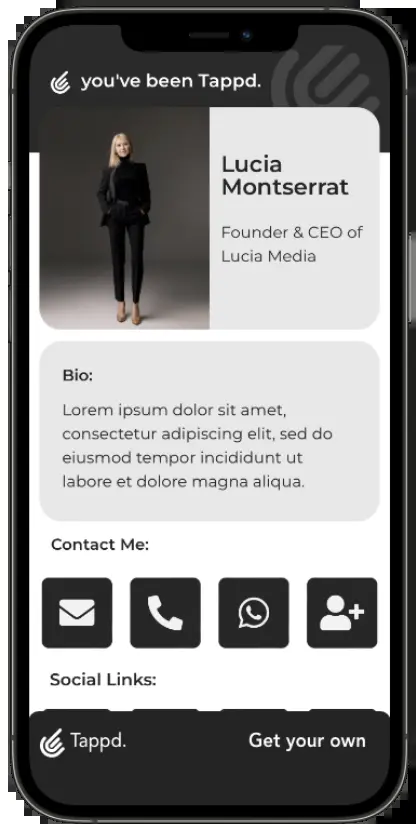 you've been Tappd.
Lucia
Montserrat
Founder & CEO of
Lucia Media
Bio:
Lorem ipsum dolor sit amet,
consectetur adipiscing elit, sed do
eiusmod tempor incididunt ut
labore et dolore magna aliqua.
Contact Me:
Social Links:
Tappd.
Get your own